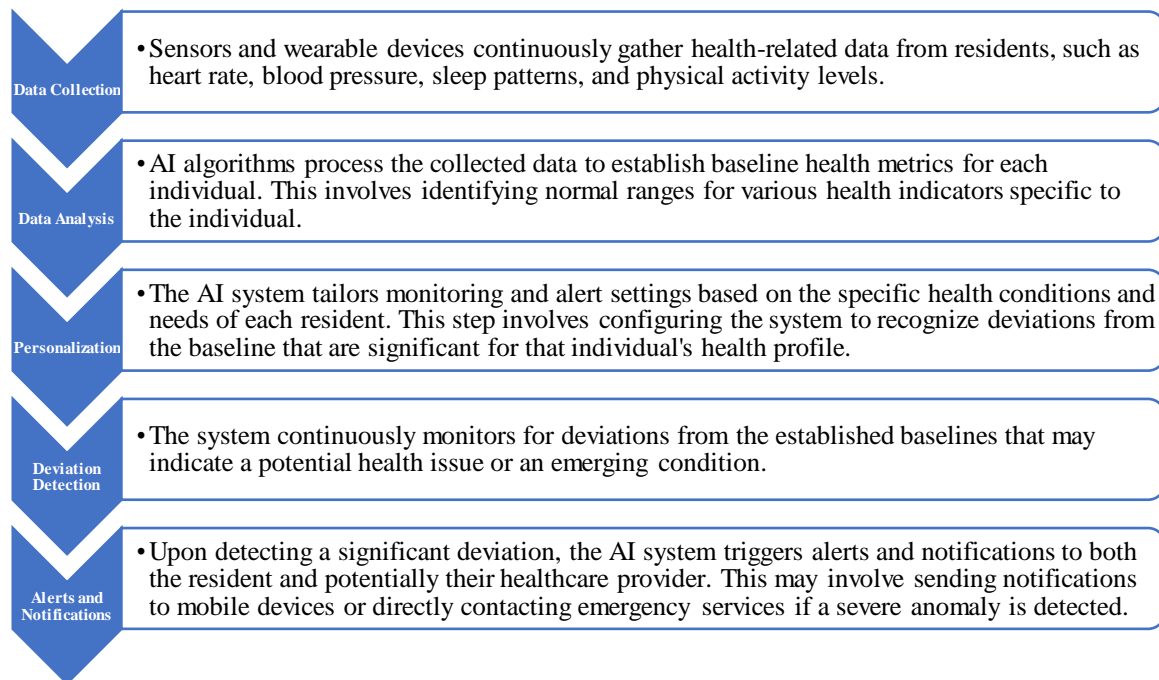 Data Collection
•Sensors and wearable devices continuously gather health-related data from residents, such as
heart rate, blood pressure, sleep patterns, and physical activity levels.
Data Analysis
•AI algorithms process the collected data to establish baseline health metrics for each
individual. This involves identifying normal ranges for various health indicators specific to
the individual.
Personalization
•The AI system tailors monitoring and alert settings based on the specific health conditions and
needs of each resident. This step involves configuring the system to recognize deviations from
the baseline that are significant for that individual's health profile.
Deviation
Detection
•The system continuously monitors for deviations from the established baselines that may
indicate a potential health issue or an emerging condition.
Alerts and
Notifications
•Upon detecting a significant deviation, the AI system triggers alerts and notifications to both
the resident and potentially their healthcare provider. This may involve sending notifications
to mobile devices or directly contacting emergency services if a severe anomaly is detected.